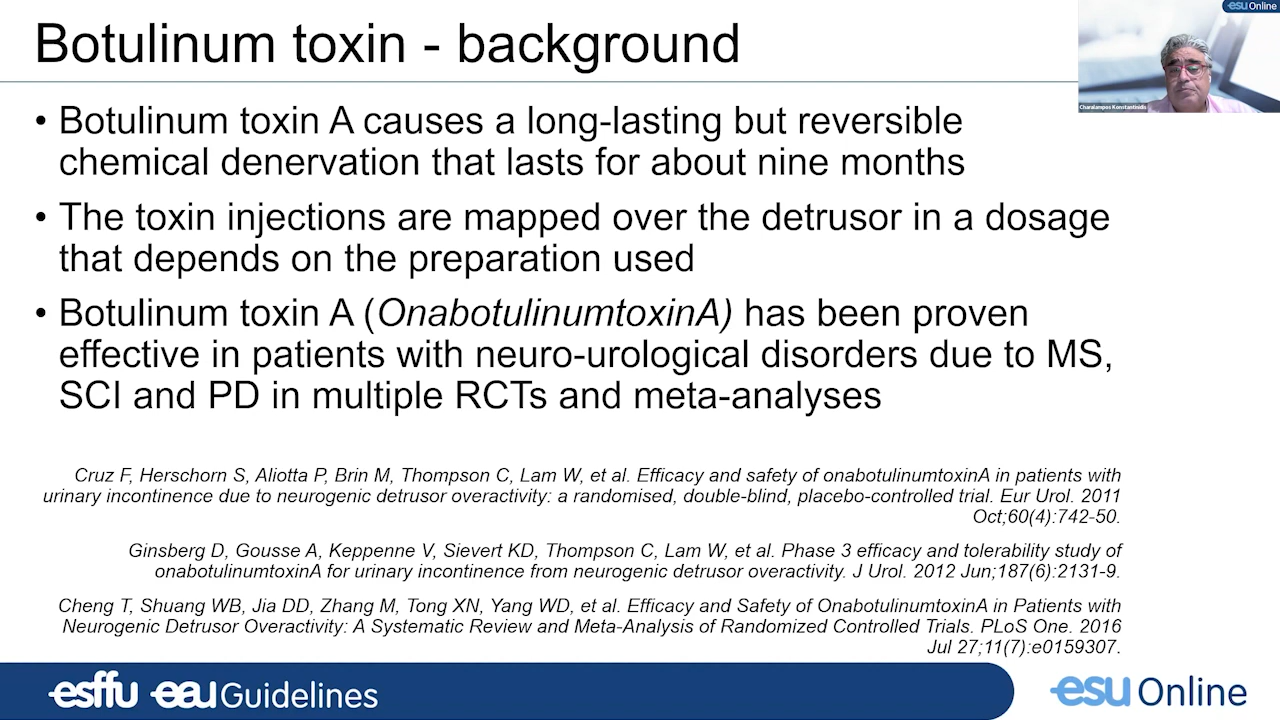 Botulinum toxin - background
esu Online
Charalampos Konstantinidis
• Botulinum toxin A causes a long-lasting but reversible
chemical denervation that lasts for about nine months
• The toxin injections are mapped over the detrusor in a dosage
that depends on the preparation used
• Botulinum toxin A (OnabotulinumtoxinA) has been proven
effective in patients with neuro-urological disorders due to MS,
SCI and PD in multiple RCTs and meta-analyses
Cruz F, Herschorn S, Aliotta P, Brin M, Thompson C, Lam W, et al. Efficacy and safety of onabotulinumtoxinA in patients with
urinary incontinence due to neurogenic detrusor overactivity: a randomised, double-blind, placebo-controlled trial. Eur Urol. 2011
Oct;60(4):742-50.
Ginsberg D, Gousse A, Keppenne V, Sievert KD, Thompson C, Lam W, et al. Phase 3 efficacy and tolerability study of
onabotulinumtoxinA for urinary incontinence from neurogenic detrusor overactivity. J Urol. 2012 Jun;187(6):2131-9.
Cheng T, Shuang WB, Jia DD, Zhang M, Tong XN, Yang WD, et al. Efficacy and Safety of OnabotulinumtoxinA in Patients with
Neurogenic Detrusor Overactivity: A Systematic Review and Meta-Analysis of Randomized Controlled Trials. PLoS One. 2016
Jul 27;11(7):e0159307.
esffu eau Guidelines
esu Online